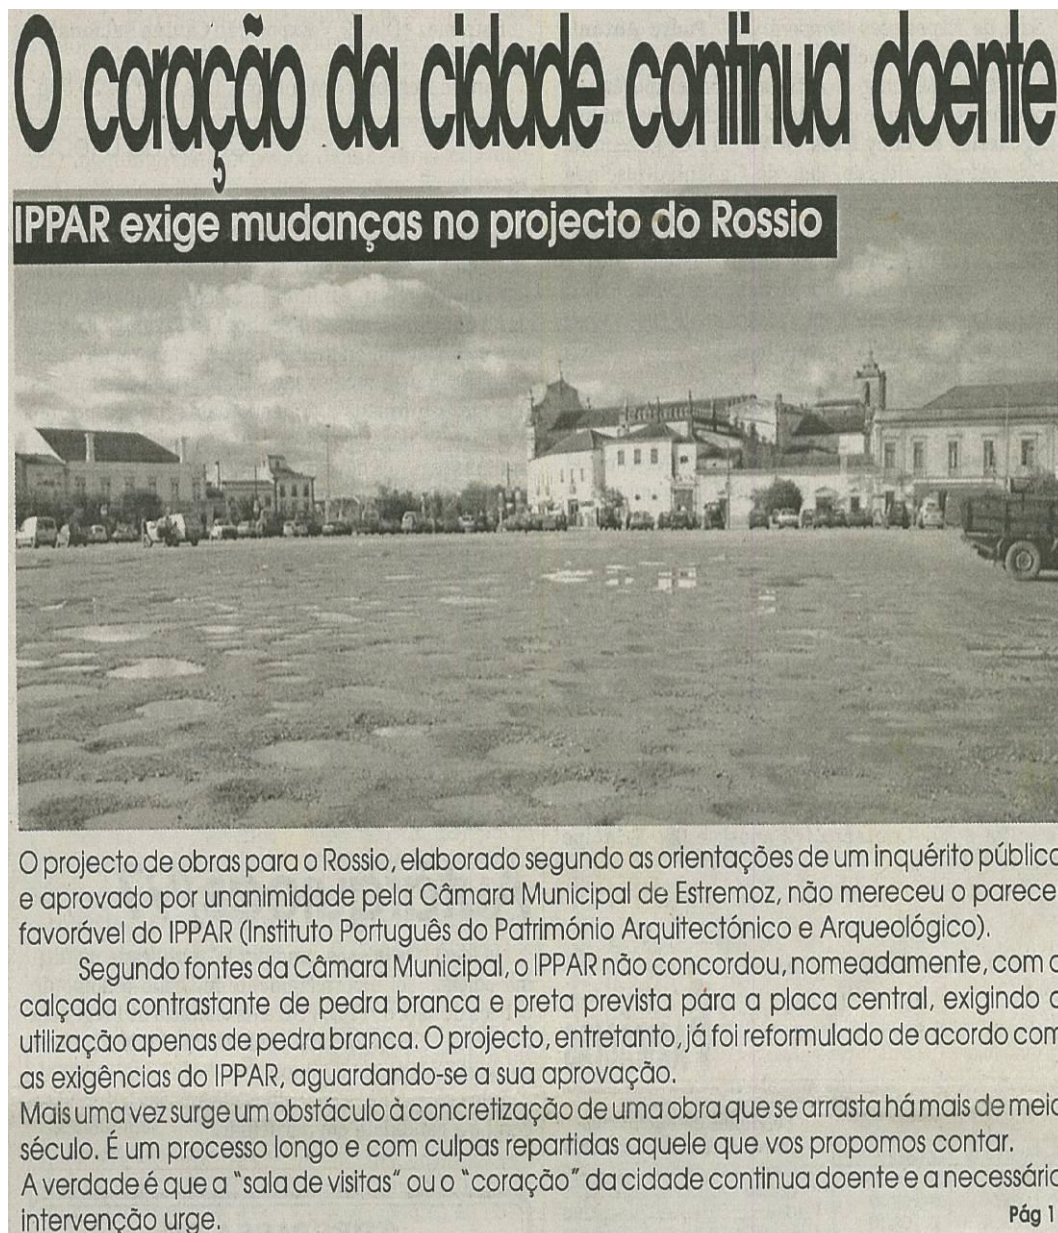 O coração da cidade continua doente
IPPAR exige mudanças no projecto do Rossio
O projecto de obras para o Rossio, elaborado segundo as orientações de um inquérito público
e aprovado por unanimidade pela Câmara Municipal de Estremoz, não mereceu o parece
favorável do IPPAR (Instituto Português do Património Arquitectónico e Arqueológico).
Segundo fontes da Câmara Municipal, o IPPAR não concordou, nomeadamente, com a
calçada contrastante de pedra branca e preta prevista para a placa central, exigindo a
utilização apenas de pedra branca. O projecto, entretanto, já foi reformulado de acordo com
as exigências do IPPAR, aguardando-se a sua aprovação.
Mais uma vez surge um obstáculo à concretização de uma obra que se arrasta há mais de meio
século. É um processo longo e com culpas repartidas aquele que vos propomos contar.
A verdade é que a "sala de visitas" ou o "coração" da cidade continua doente e a necessária
intervenção urge.
Pág 1